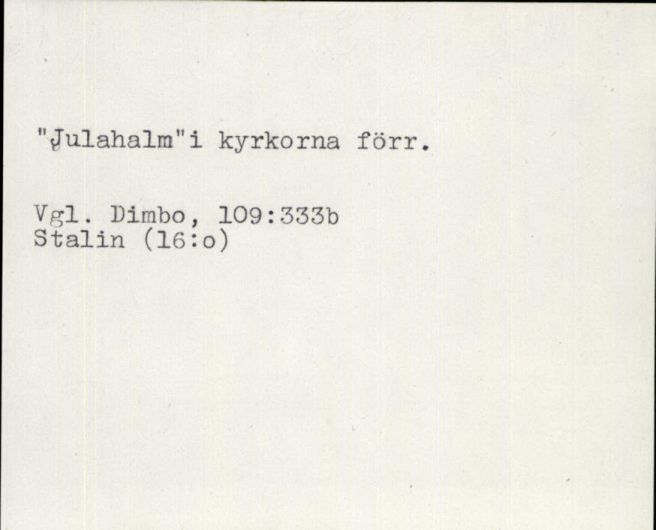 "Julahalm"i kyrkorna förr.
Vgl. Dimbo, 109:333b
Stalin (16:o)